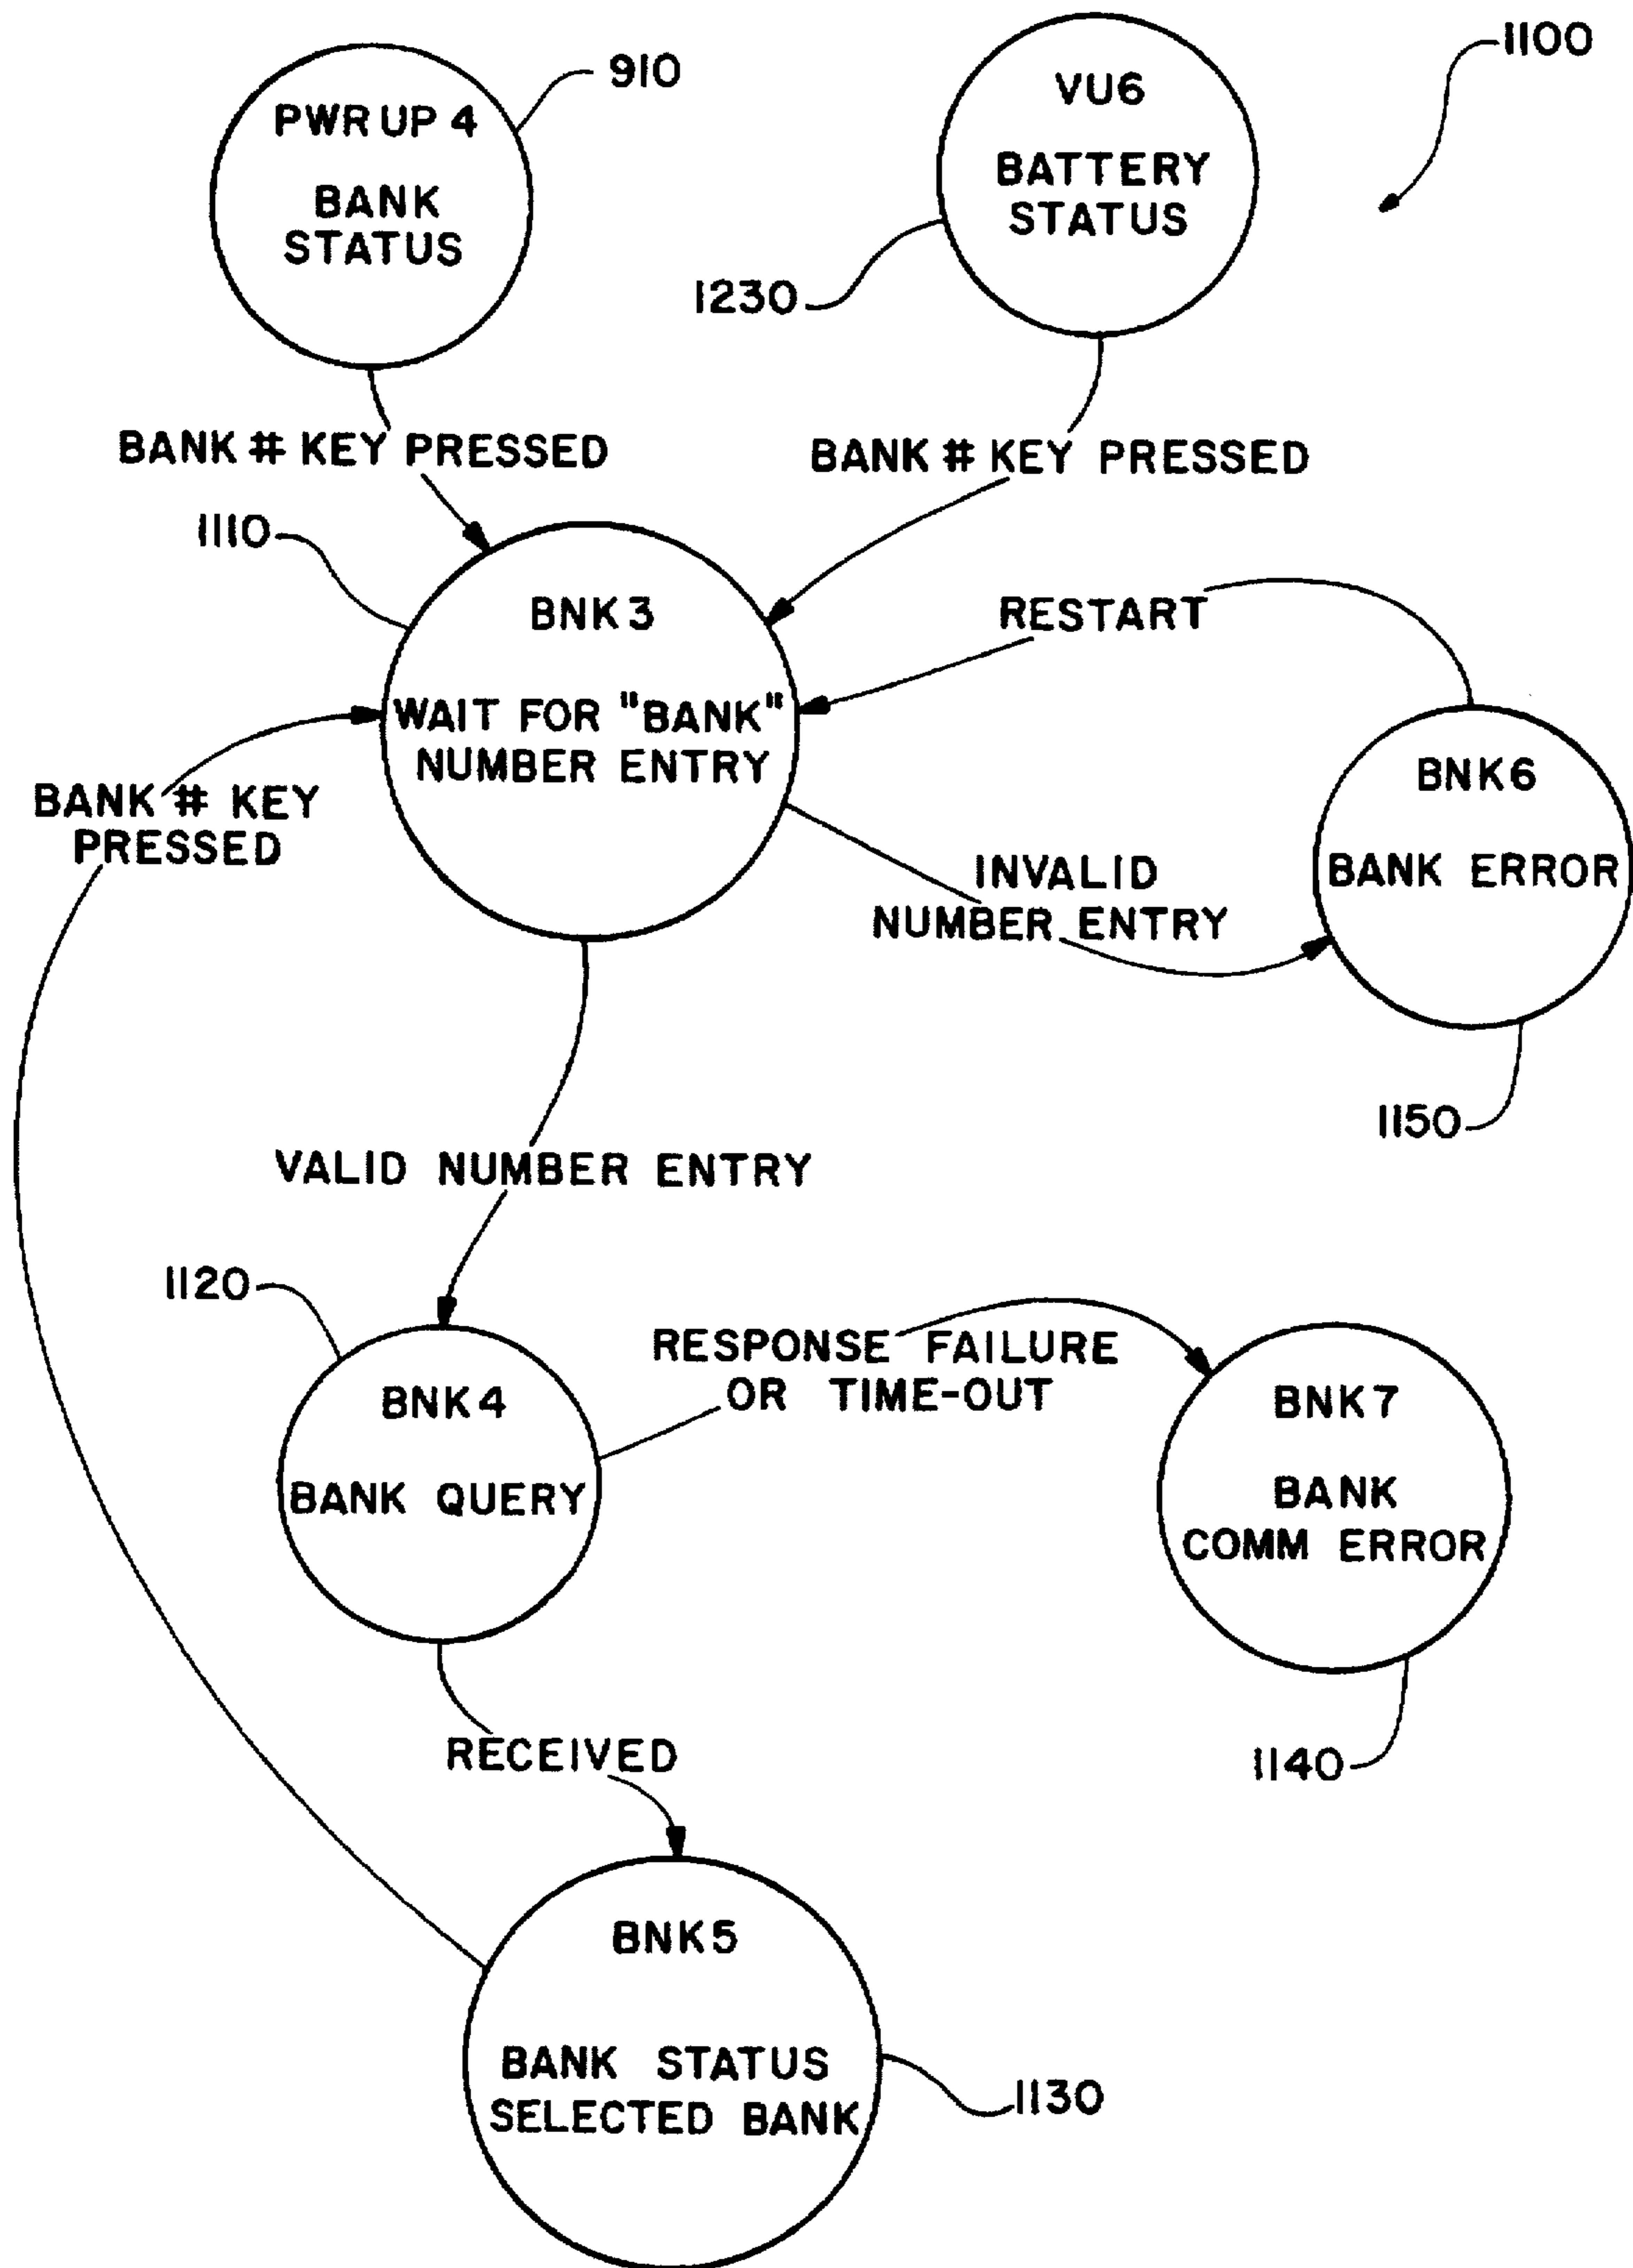 1100
910
PWR UP 4
BANK
STATUS
VU6
BATTERY
STATUS
1230
BANK # KEY PRESSED
BANK # KEY PRESSED
1110
BNK3
WAIT FOR "BANK"
NUMBER ENTRY
RESTART
BNK6
BANK ERROR
BANK # KEY
PRESSED
INVALID
NUMBER ENTRY
1150
VALID NUMBER ENTRY
1120
BNK4
BANK QUERY
RESPONSE FAILURE
OR TIME-OUT
BNK7
BANK
COMM ERROR
RECEIVED
1140
BNK5
BANK STATUS
SELECTED BANK
1130